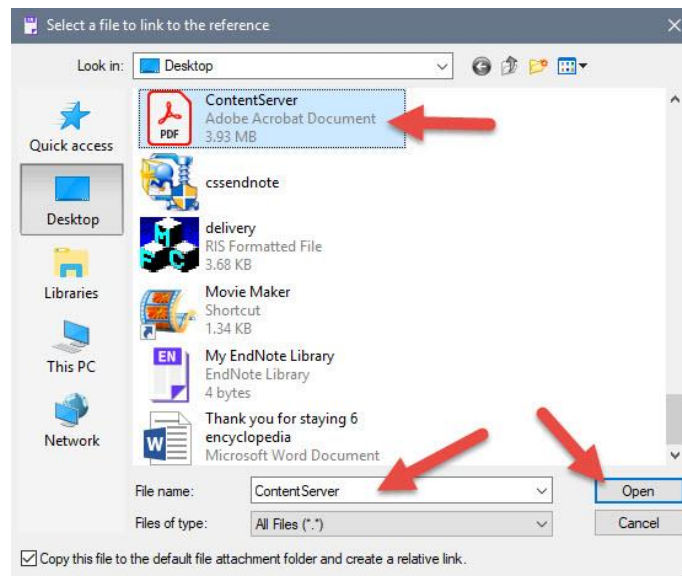 Select a file to link to the reference
Look in: Desktop
Quick access
Desktop
Libraries
This PC
Network
PDF
ContentServer
Adobe Acrobat Document
3.93 MB
cssendnote
M
F C
delivery
RIS Formatted File
3.68 KB
Movie Maker
Shortcut
1.34 KB
EN
My EndNote Library
EndNote Library
4 bytes
W
Thank you for staying 6
encyclopedia
Microsoft Word Document
File name: ContentServer Open
Files of type: All Files (*.*) Cancel
Copy this file to the default file attachment folder and create a relative link.